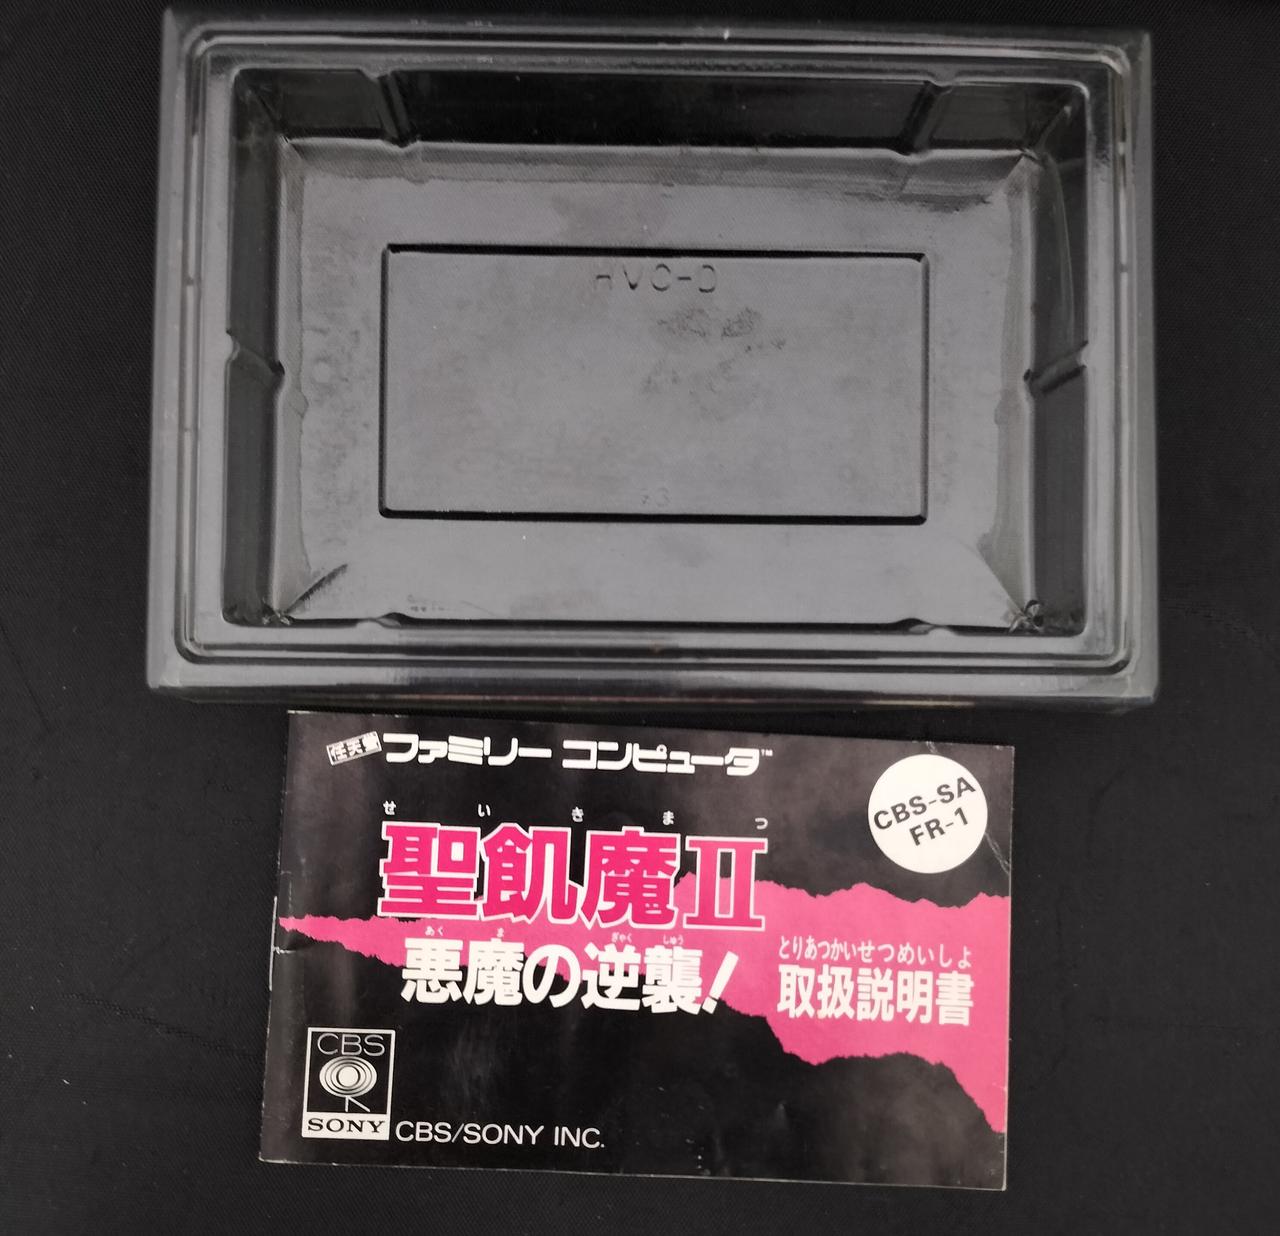 HVC-D
任天堂 ファミリー コンピュータ™
CBS-SA
FR-1
せいきまつ
聖飢魔II
あく ま ぎゃく しゅう
悪魔の逆襲!
とりあつかいせつめいしょ
取扱説明書
CBS
SONY
CBS/SONY INC.